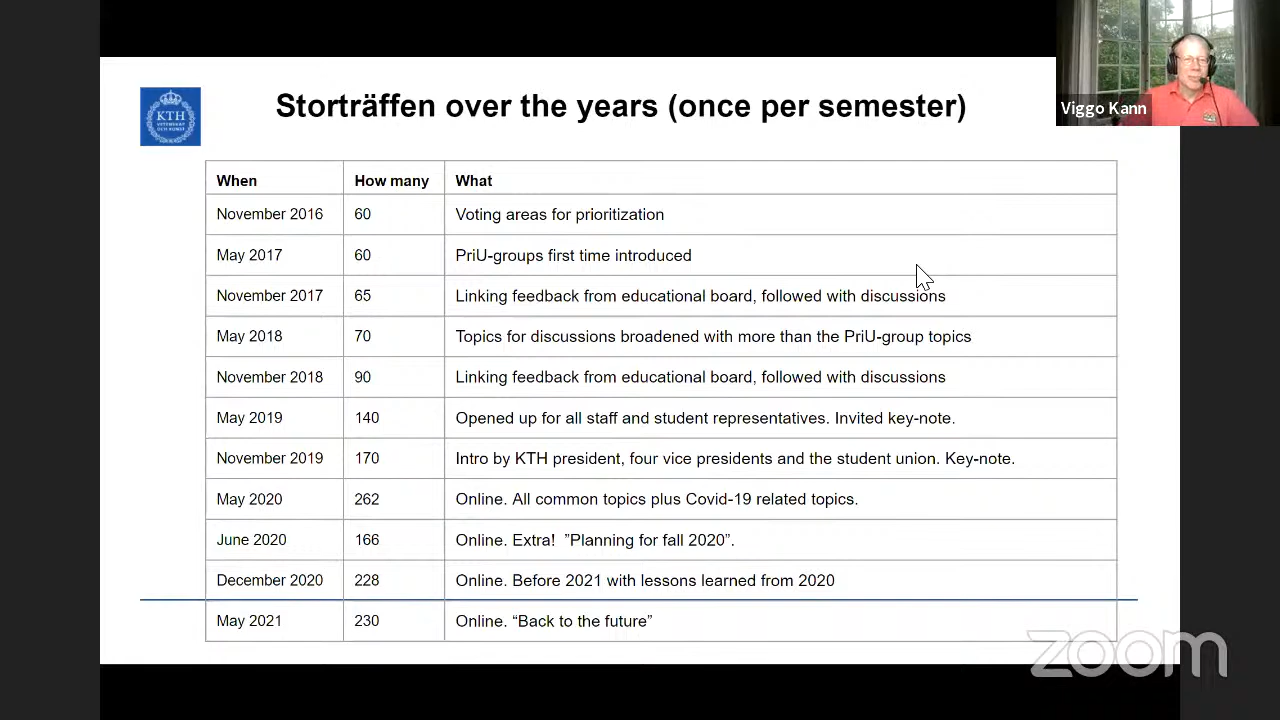 Storträffen over the years (once per semester)
KTH
VETENSKAP
OCH KONST
Viggo Kann
When How many What
November 2016 60 Voting areas for prioritization
May 2017 60 PriU-groups first time introduced
November 2017 65 Linking feedback from educational board, followed with discussions
May 2018 70 Topics for discussions broadened with more than the PriU-group topics
November 2018 90 Linking feedback from educational board, followed with discussions
May 2019 140 Opened up for all staff and student representatives. Invited key-note.
November 2019 170 Intro by KTH president, four vice presidents and the student union. Key-note.
May 2020 262 Online. All common topics plus Covid-19 related topics.
June 2020 166 Online. Extra! ”Planning for fall 2020”.
December 2020 228 Online. Before 2021 with lessons learned from 2020
May 2021 230 Online. “Back to the future”
zoom